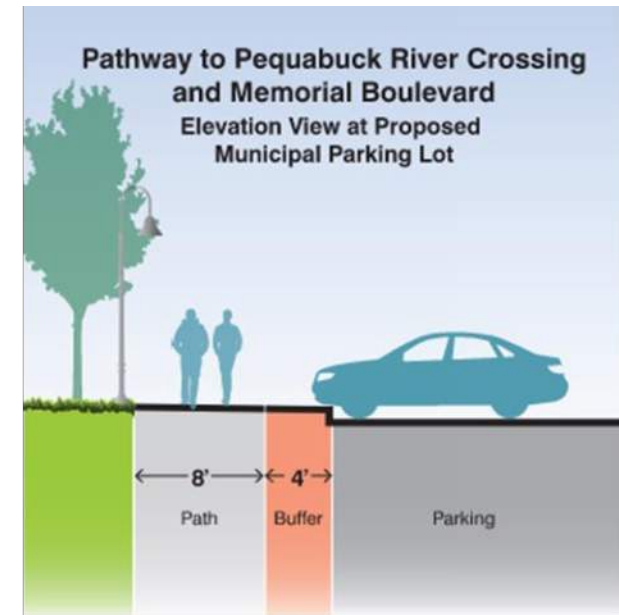 Pathway to Pequabuck River Crossing
and Memorial Boulevard
Elevation View at Proposed
Municipal Parking Lot
8' 4'
Path Buffer Parking